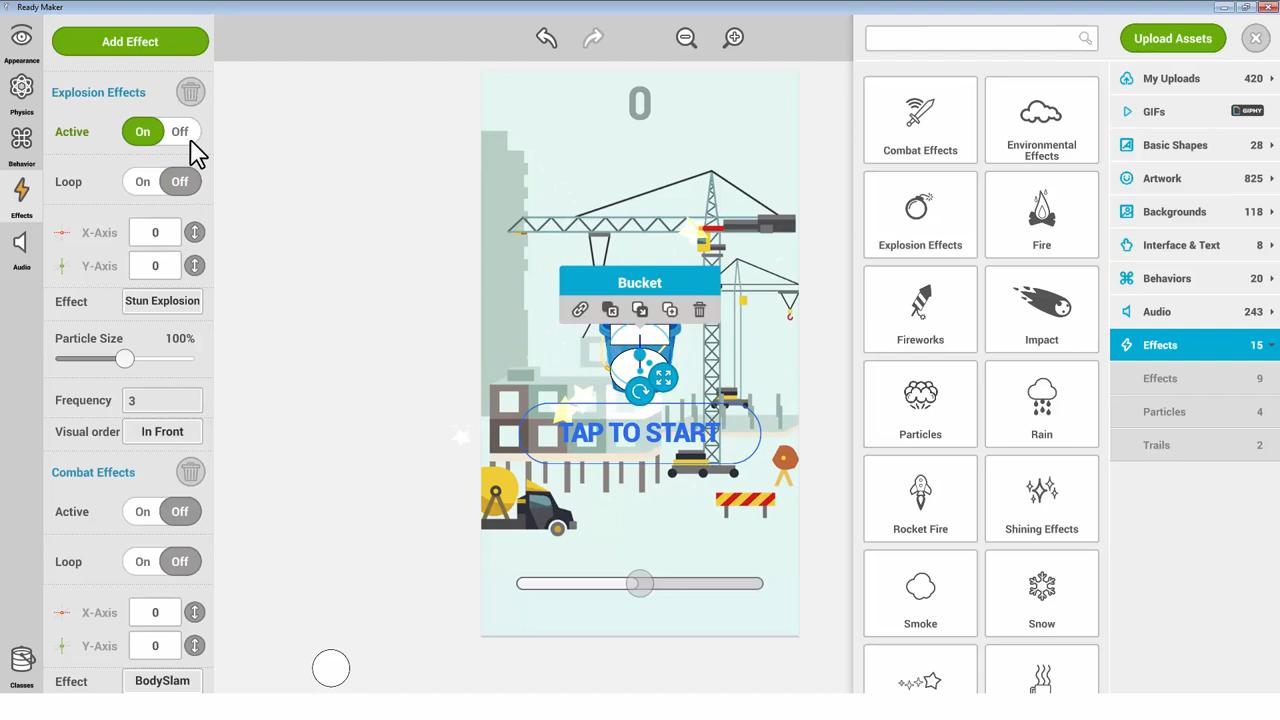 Ready Maker
Add Effect
Upload Assets
Appearance
Physics
Behavior
Effects
Audio
Classes
Explosion Effects
Active
On
Off
Loop
On
Off
X-Axis
0
Y-Axis
0
Effect
Stun Explosion
Particle Size
100%
Frequency
3
Visual order
In Front
Combat Effects
Active
On
Off
Loop
On
Off
X-Axis
0
Y-Axis
0
Effect
BodySlam
0
Bucket
TAP TO START
Combat Effects
Environmental
Effects
Explosion Effects
Fire
Fireworks
Impact
Particles
Rain
Rocket Fire
Shining Effects
Smoke
Snow
My Uploads
420
GIFs
GIPHY
Basic Shapes
28
Artwork
825
Backgrounds
118
Interface & Text
8
Behaviors
20
Audio
243
Effects
15
Effects
9
Particles
4
Trails
2